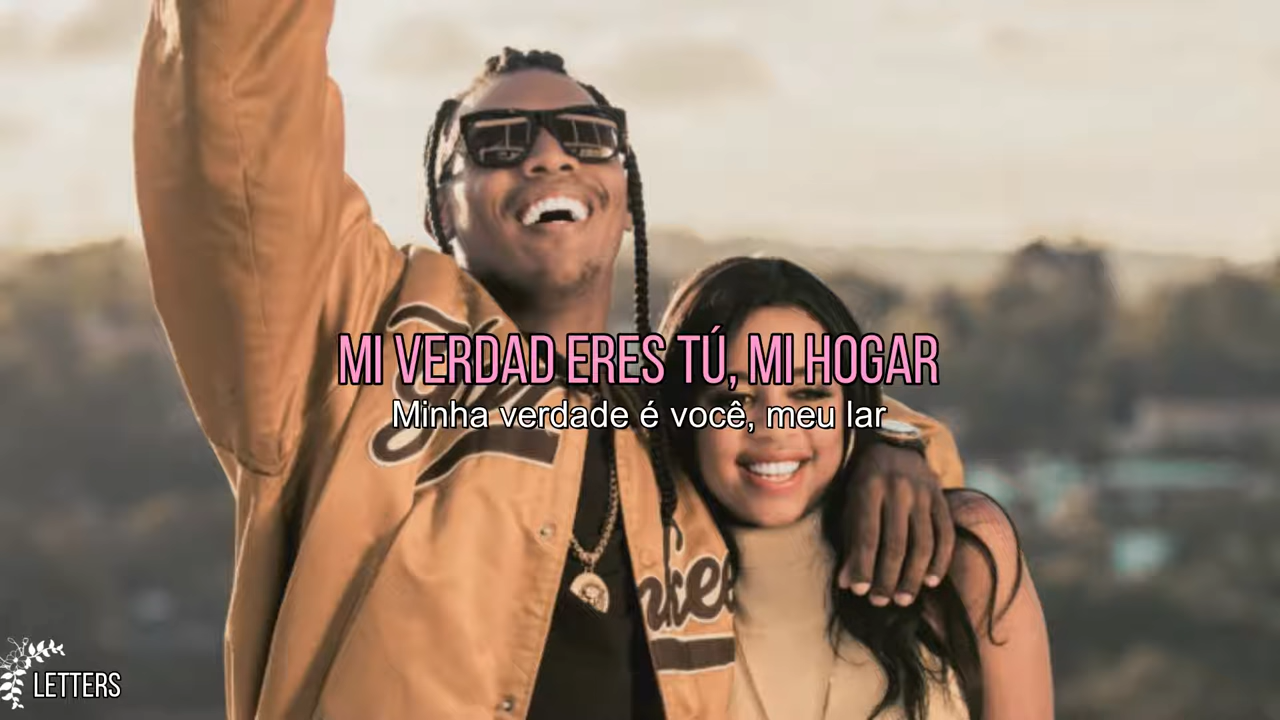 MI VERDAD ERES TÚ, MI HOGAR
Minha verdade é você, meu lar
LETTERS